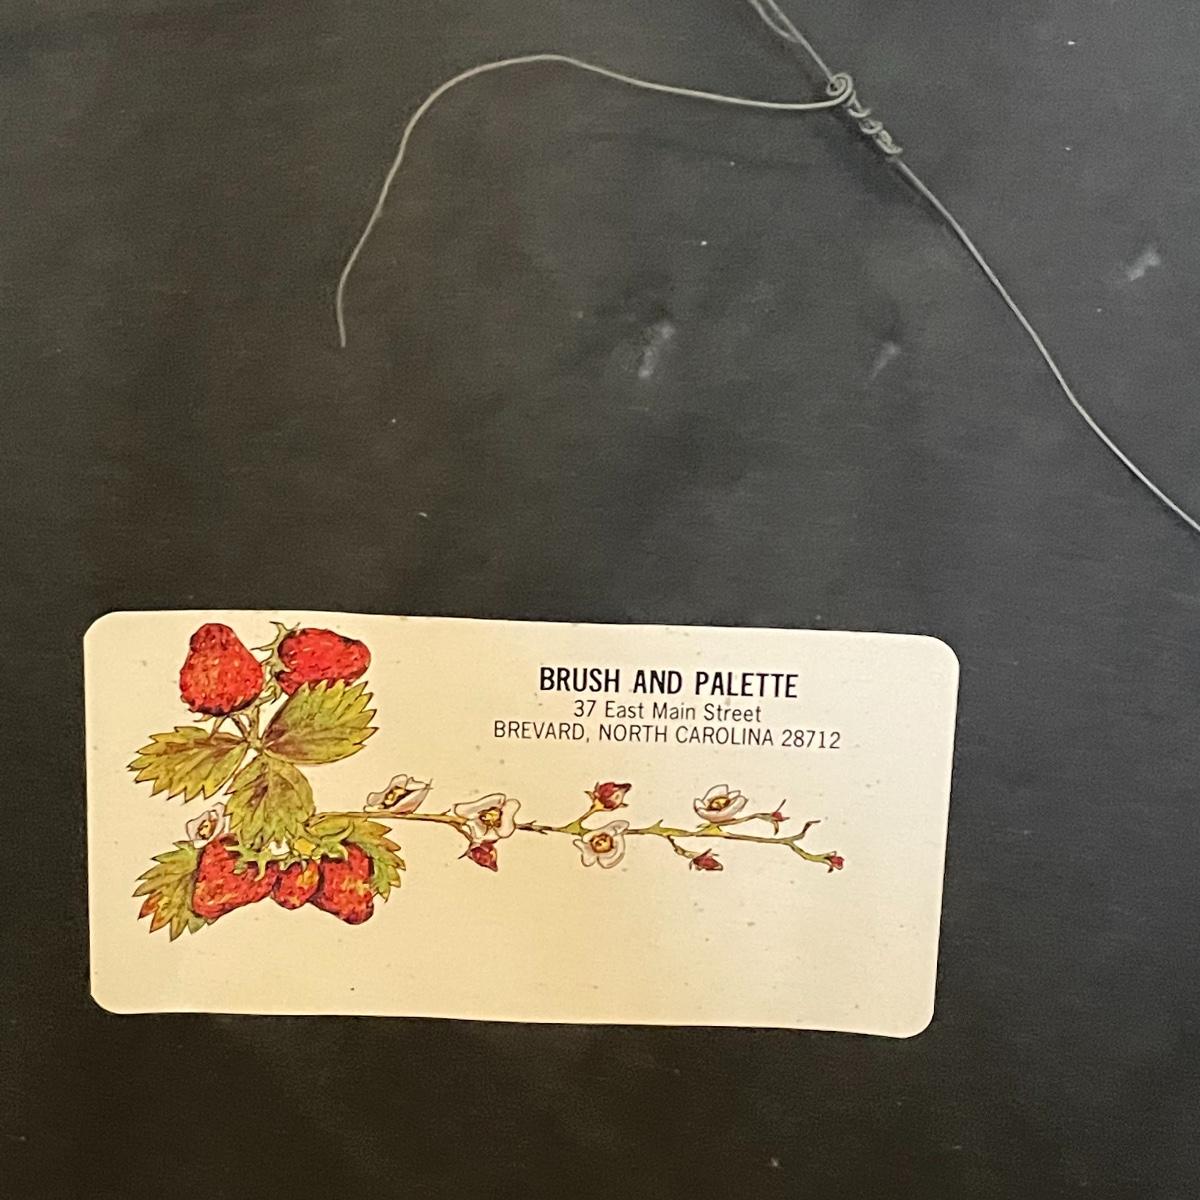 BRUSH AND PALETTE
37 East Main Street
BREVARD, NORTH CAROLINA 28712